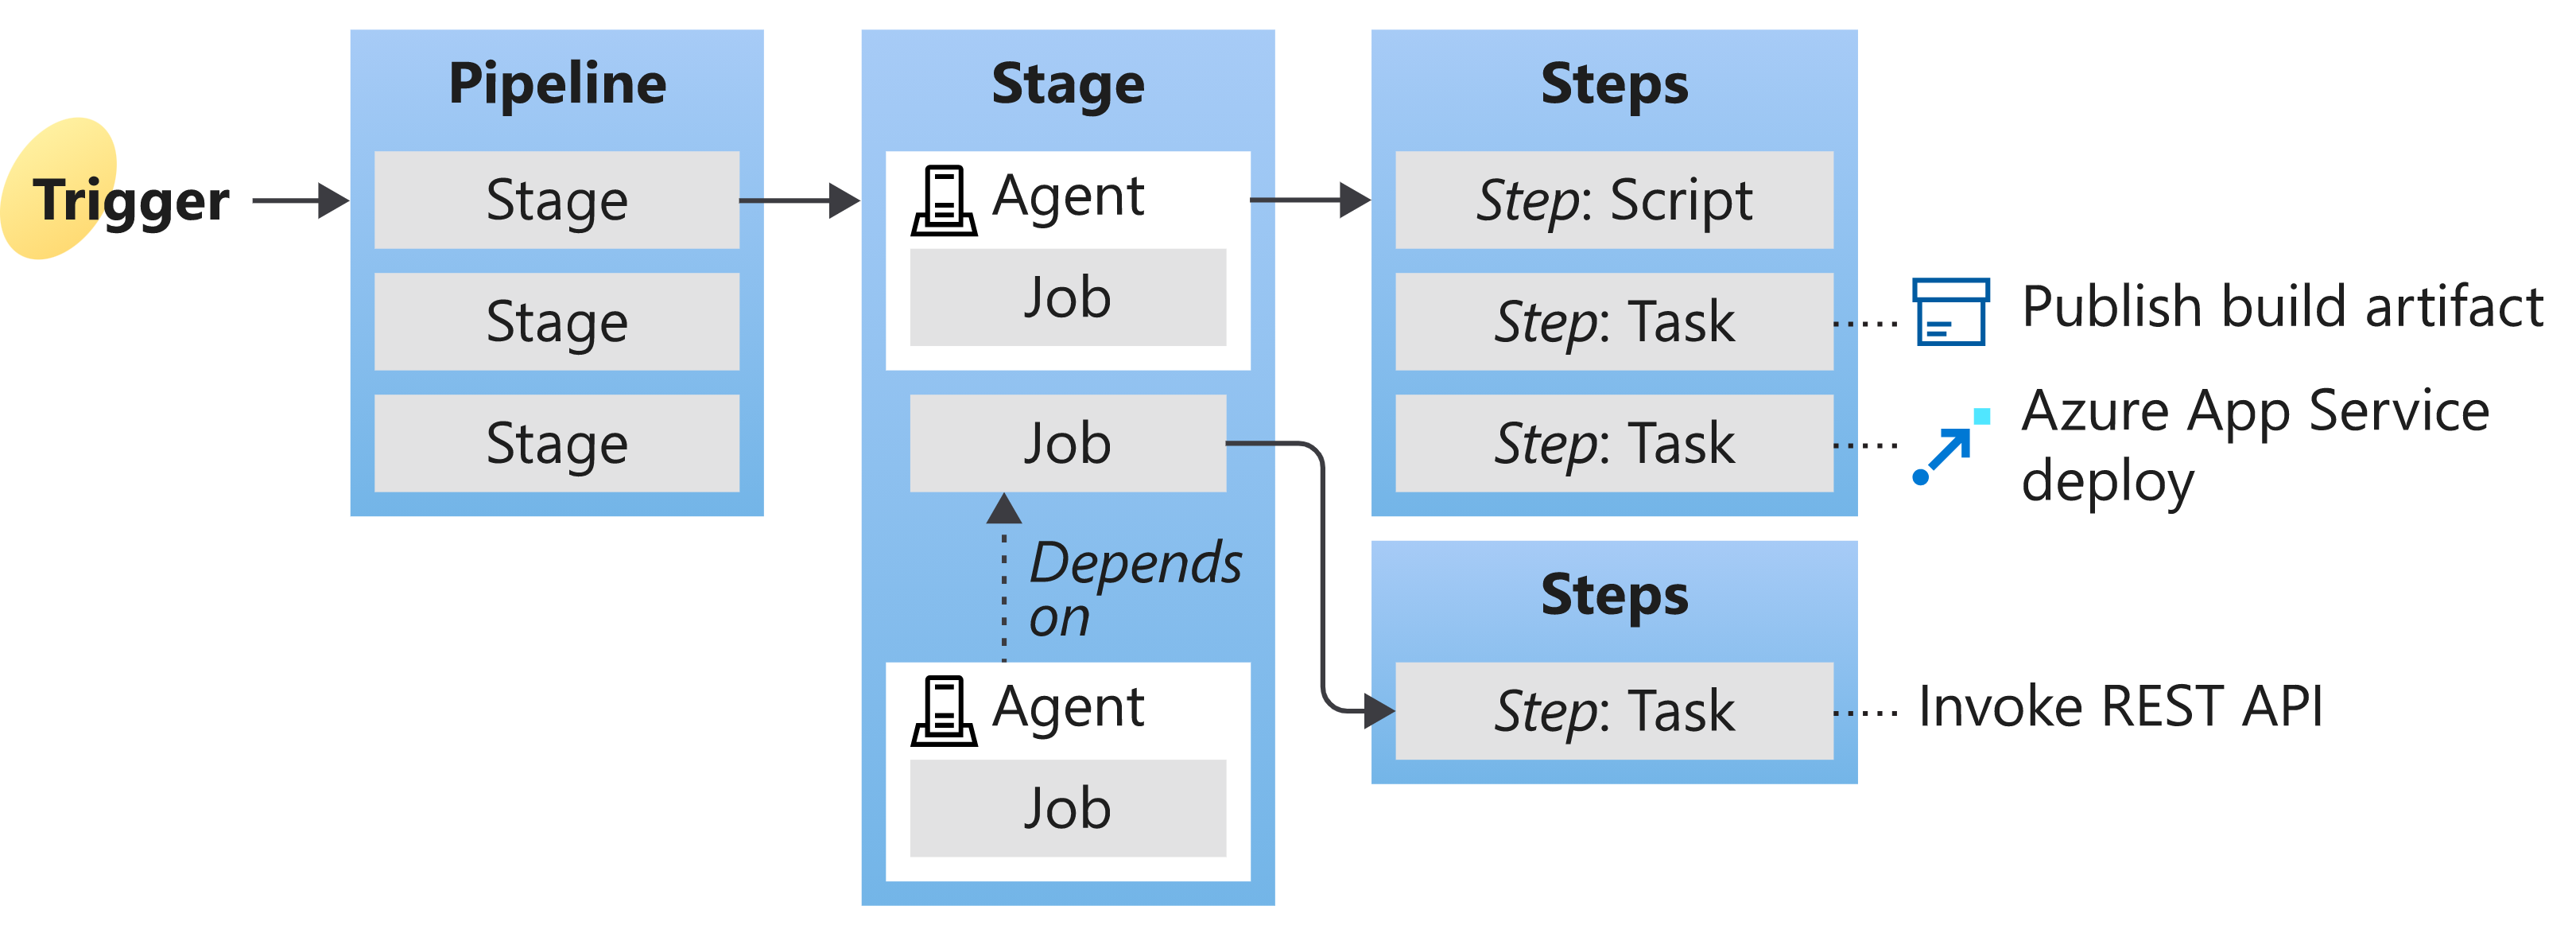 Trigger
Pipeline
Stage
Stage
Stage
Stage
Agent
Job
Job
Depends
on
Agent
Job
Steps
Step: Script
Step: Task
Step: Task
Publish build artifact
Azure App Service
deploy
Steps
Step: Task
Invoke REST API